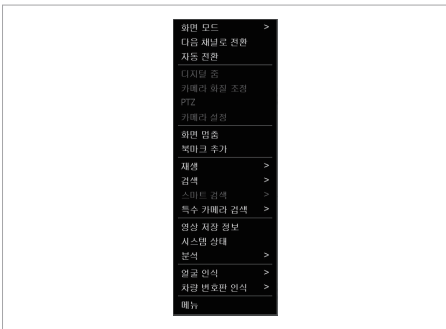 화면 모드 >
다음 채널로 전환
자동 전환
디지털 줌
카메라 화질 조정
PTZ
카메라 설정
화면 멈춤
북마크 추가
재생 >
검색 >
스마트 검색 >
특수 카메라 검색 >
영상 저장 정보
시스템 상태
분석 >
얼굴 인식 >
차량 번호판 인식 >
메뉴